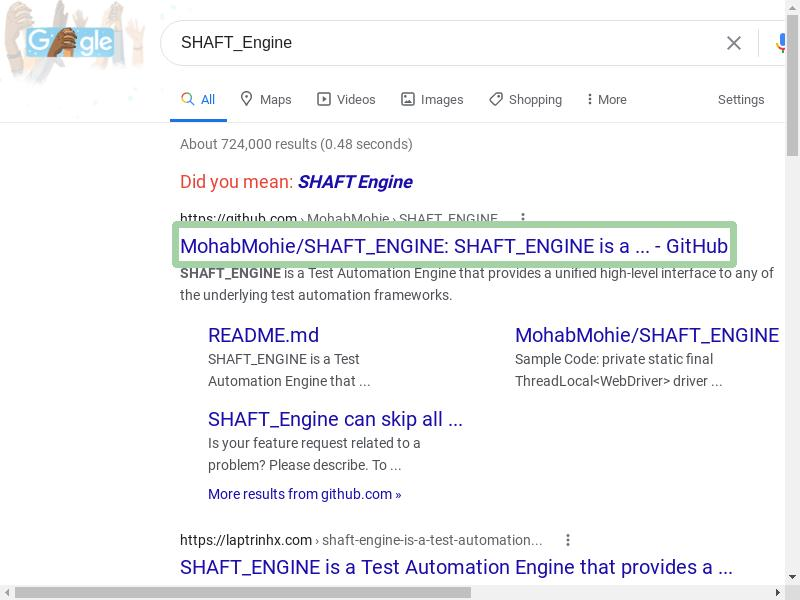 Google
SHAFT_Engine
All Maps Videos Images Shopping More Settings
About 724,000 results (0.48 seconds)
Did you mean: SHAFT Engine
https://github.com › MohabMohie › SHAFT_ENGINE
MohabMohie/SHAFT_ENGINE: SHAFT_ENGINE is a ... - GitHub
SHAFT_ENGINE is a Test Automation Engine that provides a unified high-level interface to any of
the underlying test automation frameworks.
README.md
SHAFT_ENGINE is a Test
Automation Engine that ...
MohabMohie/SHAFT_ENGINE
Sample Code: private static final
ThreadLocal<WebDriver> driver ...
SHAFT_Engine can skip all ...
Is your feature request related to a
problem? Please describe. To ...
More results from github.com »
https://laptrinhx.com › shaft-engine-is-a-test-automation...
SHAFT_ENGINE is a Test Automation Engine that provides a ...